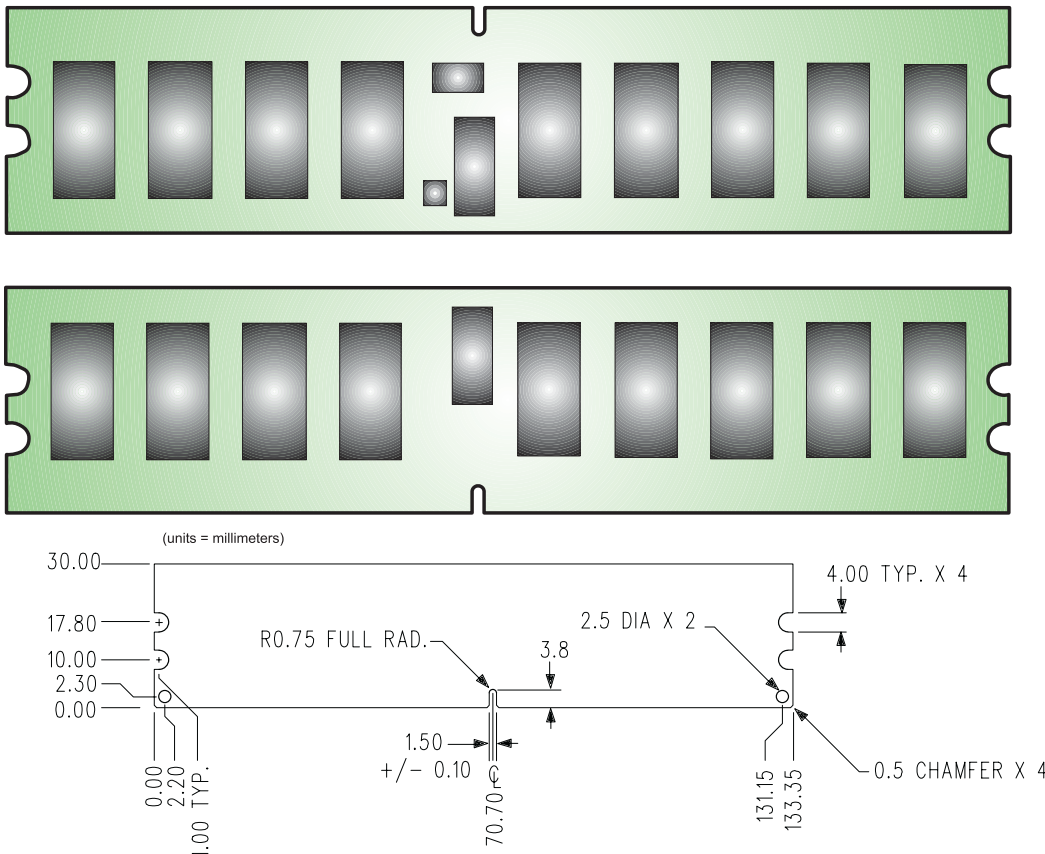 (units = millimeters)
30.00
4.00 TYP. X 4
17.80
2.5 DIA X 2
R0.75 FULL RAD.
3.8
10.00
2.30
0.00
1.50
+/- 0.10
0.00
2.20
1.00 TYP.
70.70
131.15
133.35
0.5 CHAMFER X 4